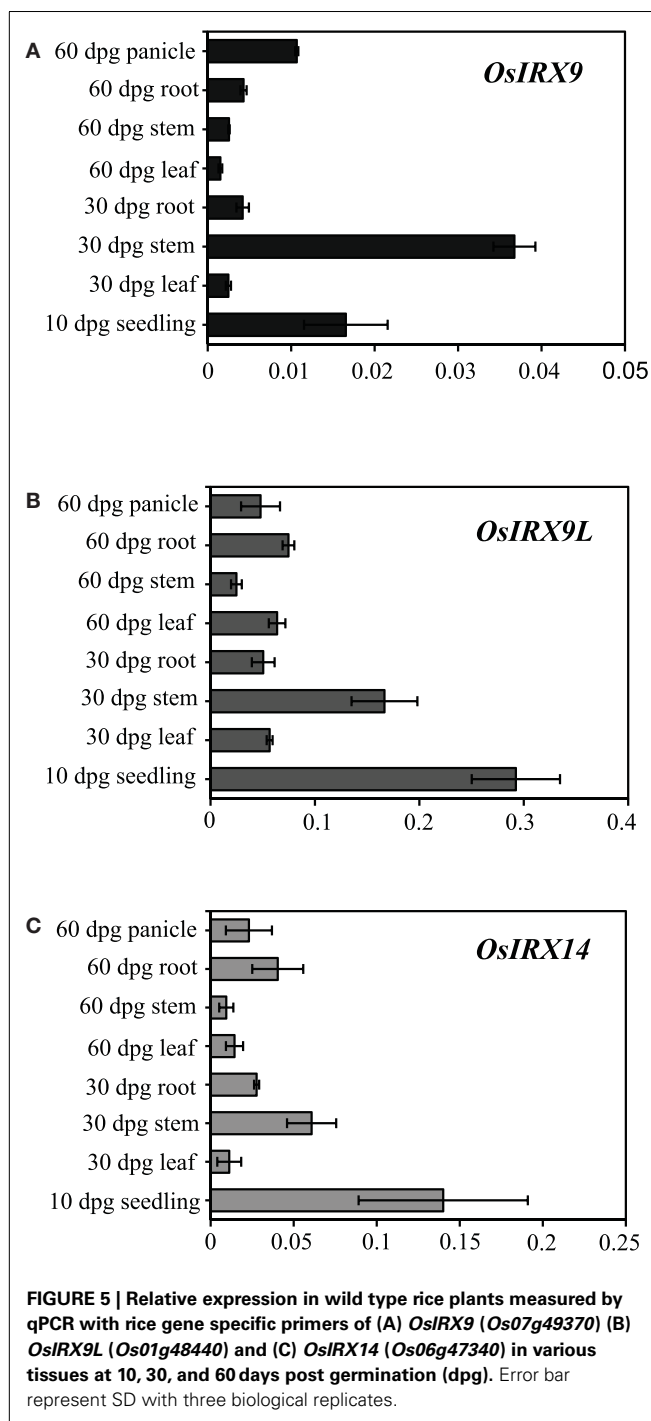 A
OsIRX9
60 dpg panicle
60 dpg root
60 dpg stem
60 dpg leaf
30 dpg root
30 dpg stem
30 dpg leaf
10 dpg seedling
0 0.01 0.02 0.03 0.04 0.05
B
OsIRX9L
60 dpg panicle
60 dpg root
60 dpg stem
60 dpg leaf
30 dpg root
30 dpg stem
30 dpg leaf
10 dpg seedling
0 0.1 0.2 0.3 0.4
C
OsIRX14
60 dpg panicle
60 dpg root
60 dpg stem
60 dpg leaf
30 dpg root
30 dpg stem
30 dpg leaf
10 dpg seedling
0 0.05 0.1 0.15 0.2 0.25
FIGURE 5 | Relative expression in wild type rice plants measured by
qPCR with rice gene specific primers of (A) OsIRX9 (Os07g49370) (B)
OsIRX9L (Os01g48440) and (C) OsIRX14 (Os06g47340) in various
tissues at 10, 30, and 60 days post germination (dpg). Error bar
represent SD with three biological replicates.